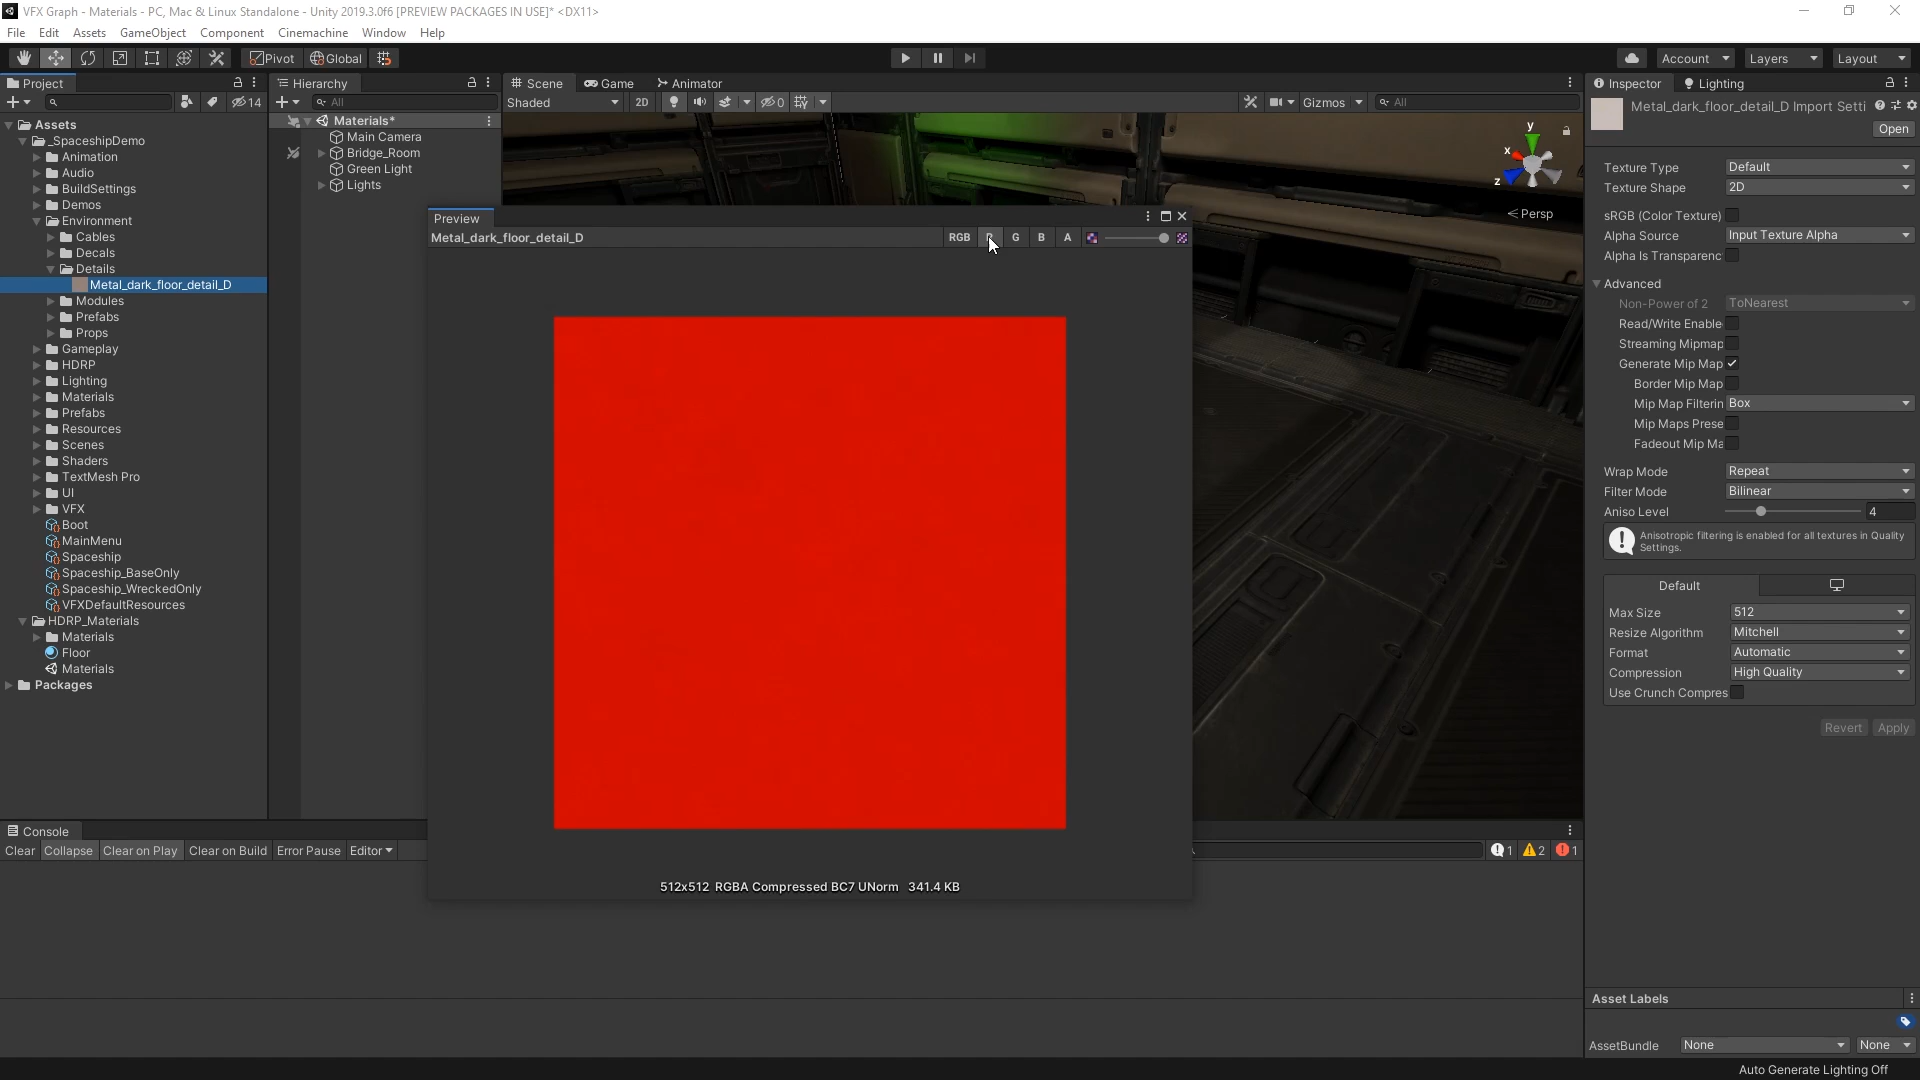 VFX Graph - Materials - PC, Mac & Linux Standalone - Unity 2019.3.0f6 [PREVIEW PACKAGES IN USE]* <DX11>
File Edit Assets GameObject Component Cinemachine Window Help
Pivot Global Account Layers Layout
Project
14
Assets
_SpaceshipDemo
Animation
Audio
BuildSettings
Demos
Environment
Cables
Decals
Details
Metal_dark_floor_detail_D
Modules
Prefabs
Props
Gameplay
HDRP
Lighting
Materials
Prefabs
Resources
Scenes
Shaders
TextMesh Pro
UI
VFX
Boot
MainMenu
Spaceship
Spaceship_BaseOnly
Spaceship_WreckedOnly
VFXDefaultResources
HDRP_Materials
Materials
Floor
Materials
Packages
Hierarchy
All
Materials*
Main Camera
Bridge_Room
Green Light
Lights
Scene Game Animator
Shaded 2D 0 Gizmos All
y
x
z
Persp
Preview
Metal_dark_floor_detail_D RGB G B A
512x512 RGBA Compressed BC7 UNorm 341.4 KB
Console
Clear Collapse Clear on Play Clear on Build Error Pause Editor
1 2 1
Inspector Lighting
Metal_dark_floor_detail_D Import Setti
Open
Texture Type Default
Texture Shape 2D
sRGB (Color Texture)
Alpha Source Input Texture Alpha
Alpha Is Transparenc
Advanced
Non-Power of 2 ToNearest
Read/Write Enable
Streaming Mipmap
Generate Mip Map
Border Mip Map
Mip Map Filterin Box
Mip Maps Prese
Fadeout Mip Ma
Wrap Mode Repeat
Filter Mode Bilinear
Aniso Level 4
Anisotropic filtering is enabled for all textures in Quality
Settings.
Default
Max Size 512
Resize Algorithm Mitchell
Format Automatic
Compression High Quality
Use Crunch Compres
Revert Apply
Asset Labels
AssetBundle None None
Auto Generate Lighting Off